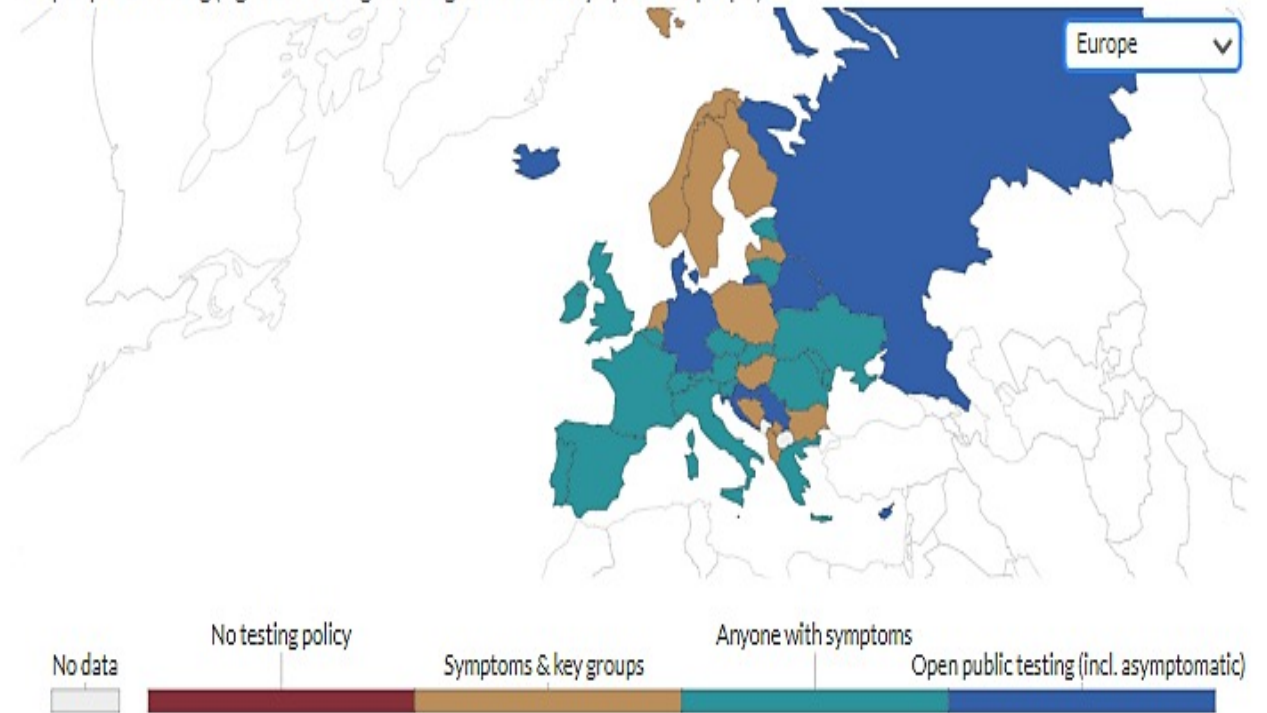 Europe
No testing policy
Anyone with symptoms
No data
Symptoms & key groups
Open public testing (incl. asymptomatic)